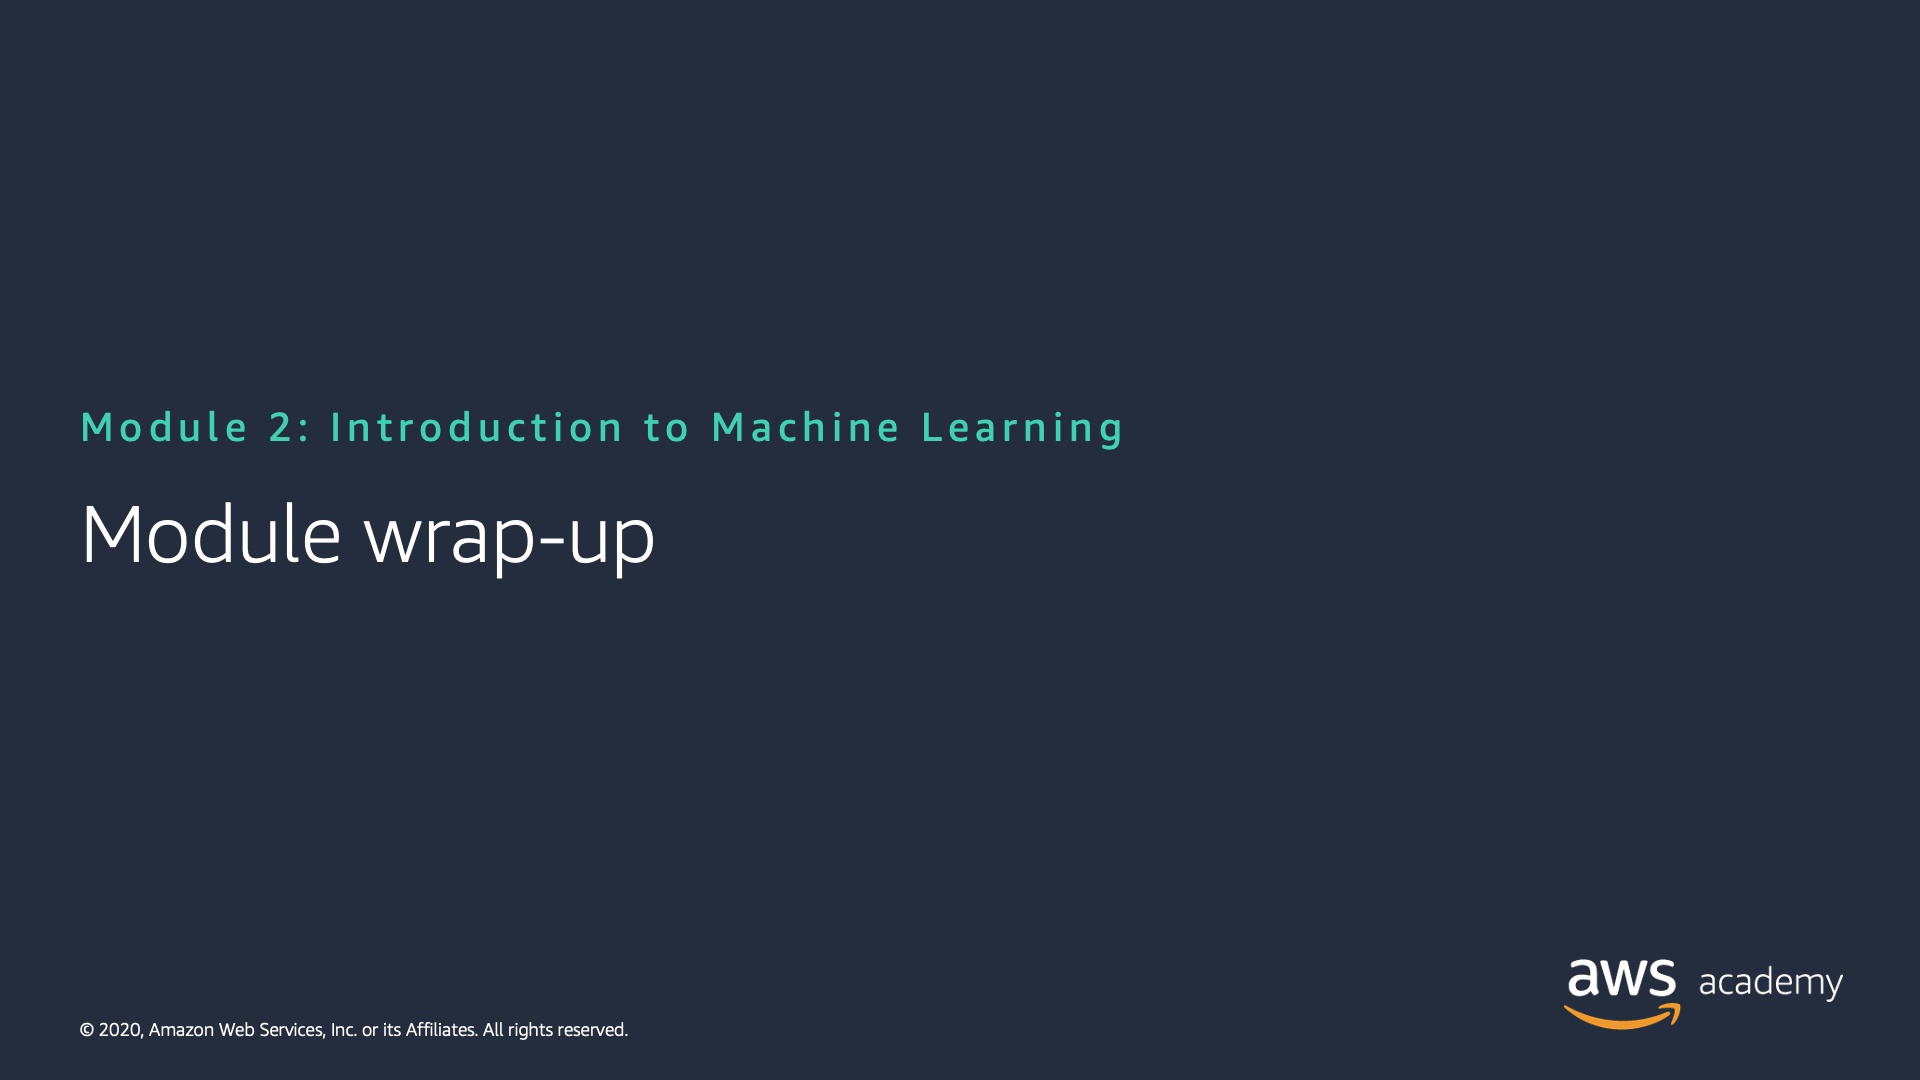 Module 2: Introduction to Machine Learning
Module wrap-up
aws academy
© 2020, Amazon Web Services, Inc. or its Affiliates. All rights reserved.